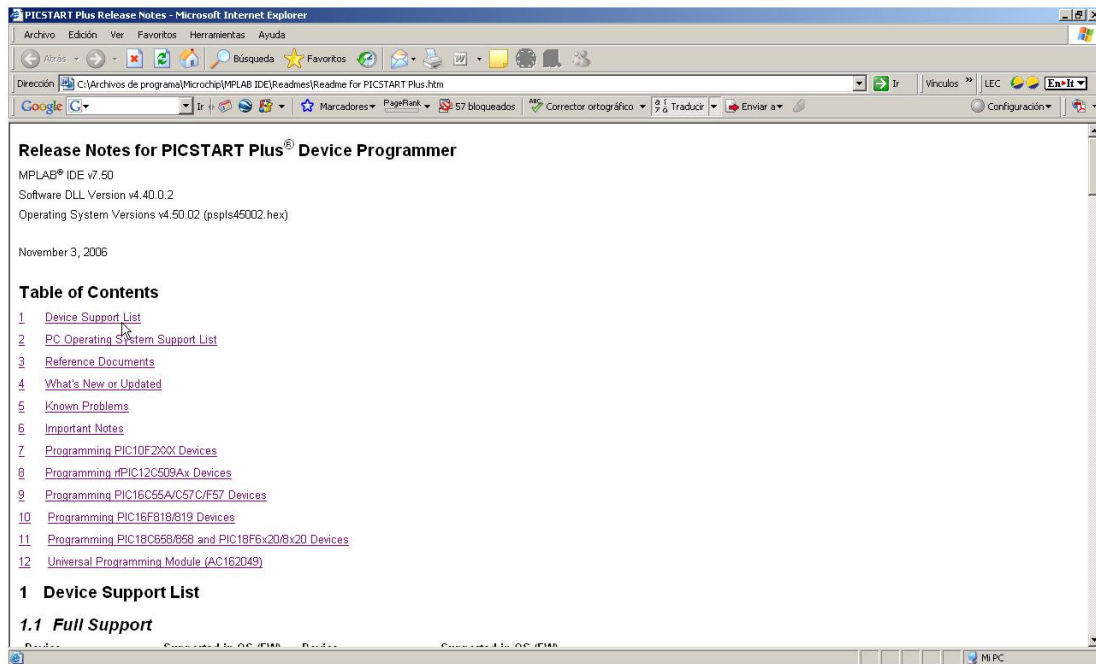 PICSTART Plus Release Notes - Microsoft Internet Explorer
Archivo Edición Ver Favoritos Herramientas Ayuda
Atrás Búsqueda Favoritos
Dirección C:\Archivos de programa\Microchip\MPLAB IDE\Readmes\Readme for PICSTART Plus.htm Ir Vínculos » LEC En>It
Google G Ir Marcadores PageRank 57 bloqueados Corrector ortográfico Traducir Enviar a Configuración
Release Notes for PICSTART Plus® Device Programmer
MPLAB® IDE v7.50
Software DLL Version v4.40.0.2
Operating System Versions v4.50.02 (pspls45002.hex)
November 3, 2006
Table of Contents
1 Device Support List
2 PC Operating System Support List
3 Reference Documents
4 What's New or Updated
5 Known Problems
6 Important Notes
7 Programming PIC10F2XXX Devices
8 Programming rfPIC12C509Ax Devices
9 Programming PIC16C55A/C57C/F57 Devices
10 Programming PIC16F818/819 Devices
11 Programming PIC18C658/858 and PIC18F6x20/8x20 Devices
12 Universal Programming Module (AC162049)
1 Device Support List
1.1 Full Support
Mi PC